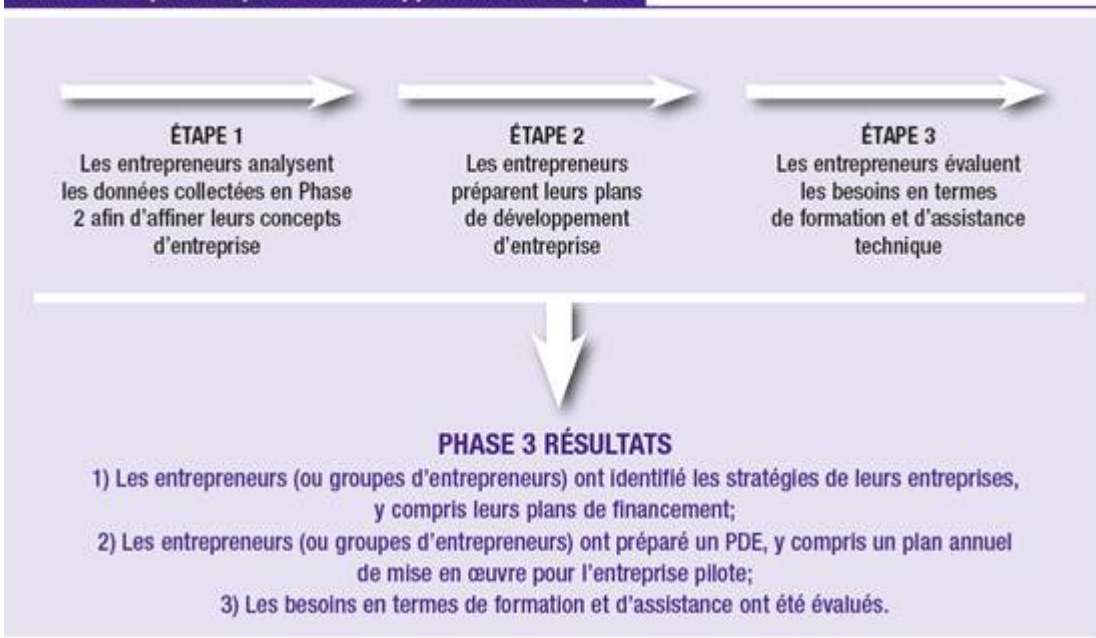 ÉTAPE 1
Les entrepreneurs analysent
les données collectées en Phase
2 afin d'affiner leurs concepts
d'entreprise
ÉTAPE 2
Les entrepreneurs
préparent leurs plans
de développement
d'entreprise
ÉTAPE 3
Les entrepreneurs évaluent
les besoins en termes
de formation et d'assistance
technique
PHASE 3 RÉSULTATS
1) Les entrepreneurs (ou groupes d'entrepreneurs) ont identifié les stratégies de leurs entreprises,
y compris leurs plans de financement;
2) Les entrepreneurs (ou groupes d'entrepreneurs) ont préparé un PDE, y compris un plan annuel
de mise en œuvre pour l'entreprise pilote;
3) Les besoins en termes de formation et d'assistance ont été évalués.